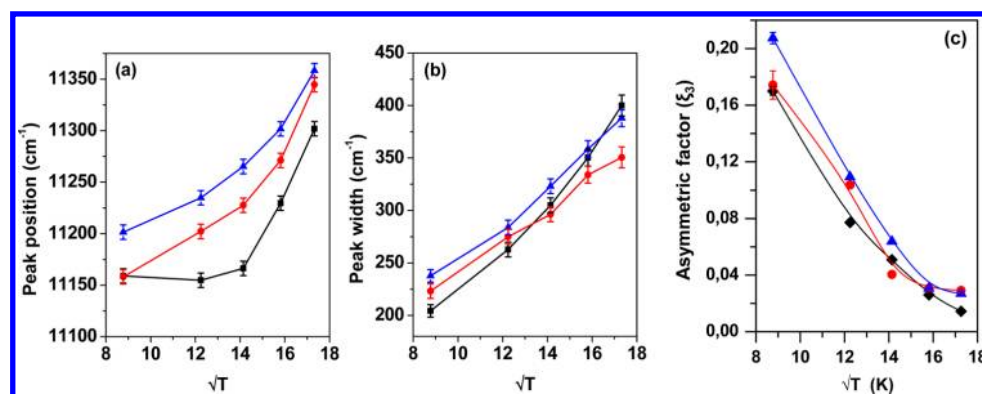 (a)
Peak position (cm⁻¹)
11350
11300
11250
11200
11150
11100
8 10 12 14 16 18
√T
(b)
Peak width (cm⁻¹)
450
400
350
300
250
200
8 10 12 14 16 18
√T
(c)
Asymmetric factor (ξ₃)
0,20
0,16
0,12
0,08
0,04
0,00
8 10 12 14 16 18
√T (K)